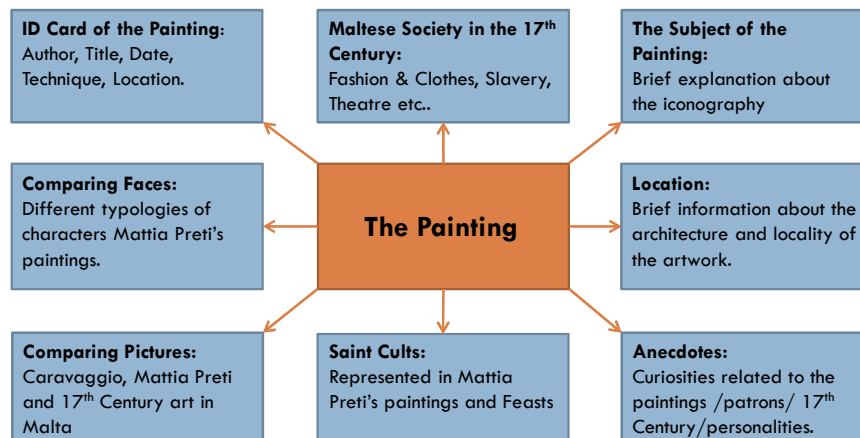 ID Card of the Painting:
Author, Title, Date,
Technique, Location.
Maltese Society in the 17th
Century:
Fashion & Clothes, Slavery,
Theatre etc..
The Subject of the
Painting:
Brief explanation about
the iconography
Comparing Faces:
Different typologies of
characters Mattia Preti's
paintings.
The Painting
Location:
Brief information about the
architecture and locality of
the artwork.
Comparing Pictures:
Caravaggio, Mattia Preti
and 17th Century art in
Malta
Saint Cults:
Represented in Mattia
Preti's paintings and Feasts
Anecdotes:
Curiosities related to the
paintings /patrons/ 17th
Century/personalities.